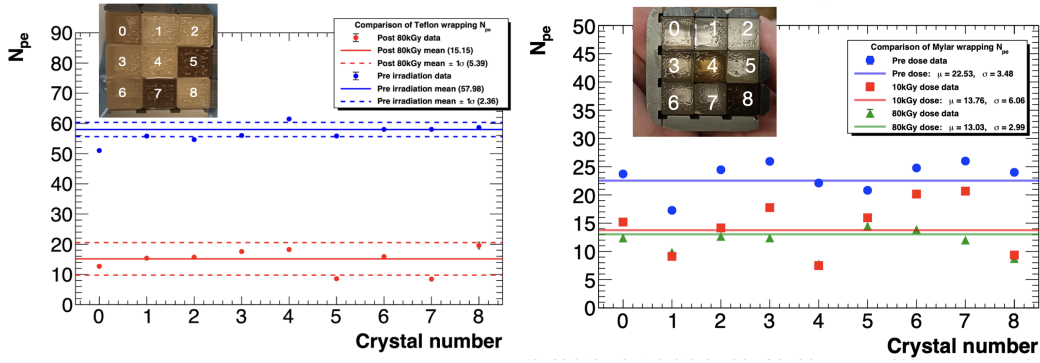 Comparison of Teflon wrapping Npe
Post 80kGy data
Post 80kGy mean (15.15)
Post 80kGy mean ± 1σ (5.39)
Pre irradiation data
Pre irradiation mean (57.98)
Pre irradiation mean ± 1σ (2.36)
Npe
90
80
70
60
50
40
30
20
10
0
0 1 2
3 4 5
6 7 8
0 1 2 3 4 5 6 7 8
Crystal number
Comparison of Mylar wrapping Npe
Pre dose data
Pre dose: μ = 22.53, σ = 3.48
10kGy dose data
10kGy dose: μ = 13.76, σ = 6.06
80kGy dose data
80kGy dose: μ = 13.03, σ = 2.99
Npe
50
45
40
35
30
25
20
15
10
5
0
0 1 2
3 4 5
6 7 8
0 1 2 3 4 5 6 7 8
Crystal number